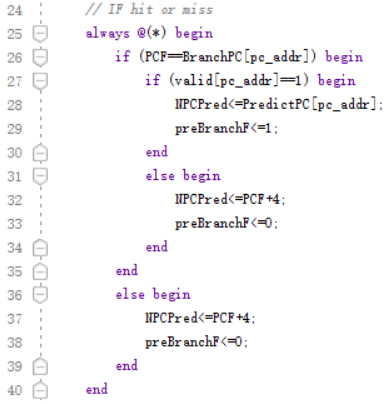 24 // IF hit or miss
25 always @(*) begin
26 if (PCF==BranchPC[pc_addr]) begin
27 if (valid[pc_addr]==1) begin
28 NPCPred<=PredictPC[pc_addr];
29 preBranchF<=1;
30 end
31 else begin
32 NPCPred<=PCF+4;
33 preBranchF<=0;
34 end
35 end
36 else begin
37 NPCPred<=PCF+4;
38 preBranchF<=0;
39 end
40 end